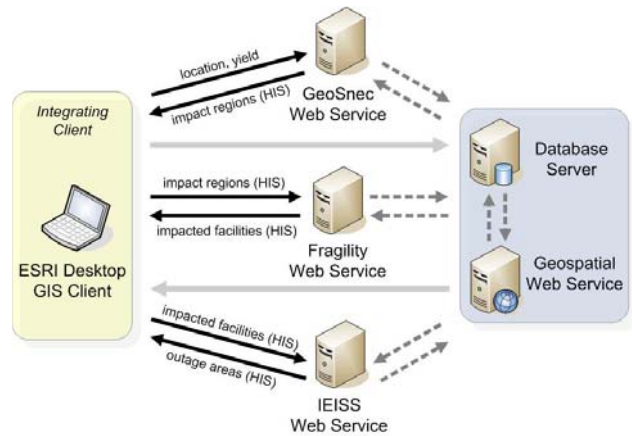 location, yield
impact regions (HIS)
GeoSnec
Web Service
Integrating
Client
ESRI Desktop
GIS Client
impact regions (HIS)
impacted facilities (HIS)
Fragility
Web Service
Database
Server
Geospatial
Web Service
impacted facilities (HIS)
outage areas (HIS)
IEISS
Web Service